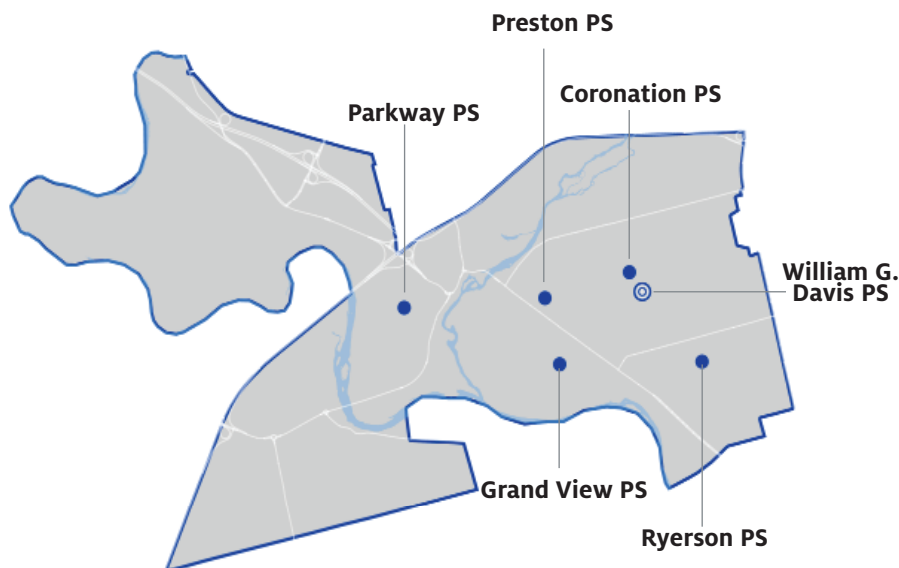 Preston PS
Coronation PS
Parkway PS
William G.
Davis PS
Grand View PS
Ryerson PS